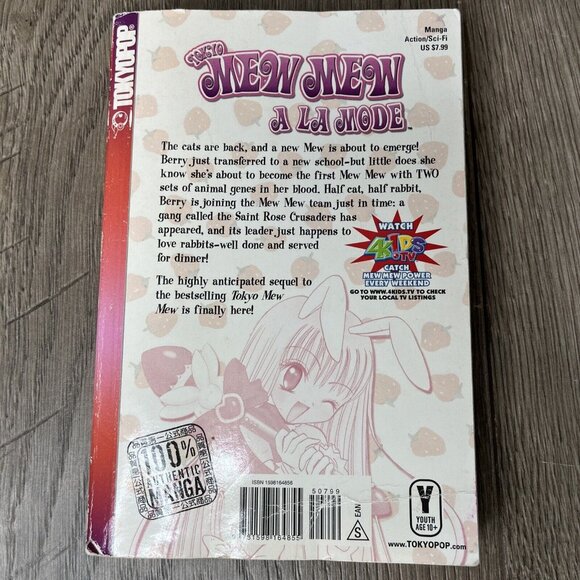 TOKYOPOP®
Manga
Action/Sci-Fi
US $7.99
TOKYO
MEW MEW
A LA MODE™
The cats are back, and a new Mew is about to emerge!
Berry just transferred to a new school-but little does she
know she's about to become the first Mew Mew with TWO
sets of animal genes in her blood. Half cat, half rabbit,
Berry is joining the Mew Mew team just in time: a
gang called the Saint Rose Crusaders has
appeared, and its leader just happens to
love rabbits-well done and served
for dinner!
WATCH
4KIDS
TV
CATCH
MEW MEW POWER
EVERY WEEKEND
GO TO WWW.4KIDS.TV TO CHECK
YOUR LOCAL TV LISTINGS
The highly anticipated sequel to
the bestselling Tokyo Mew
Mew is finally here!
100%
AUTHENTIC
MANGA
ISBN 1598164856
50799
EAN
S
Y
YOUTH
AGE 10+
www.TOKYOPOP.com